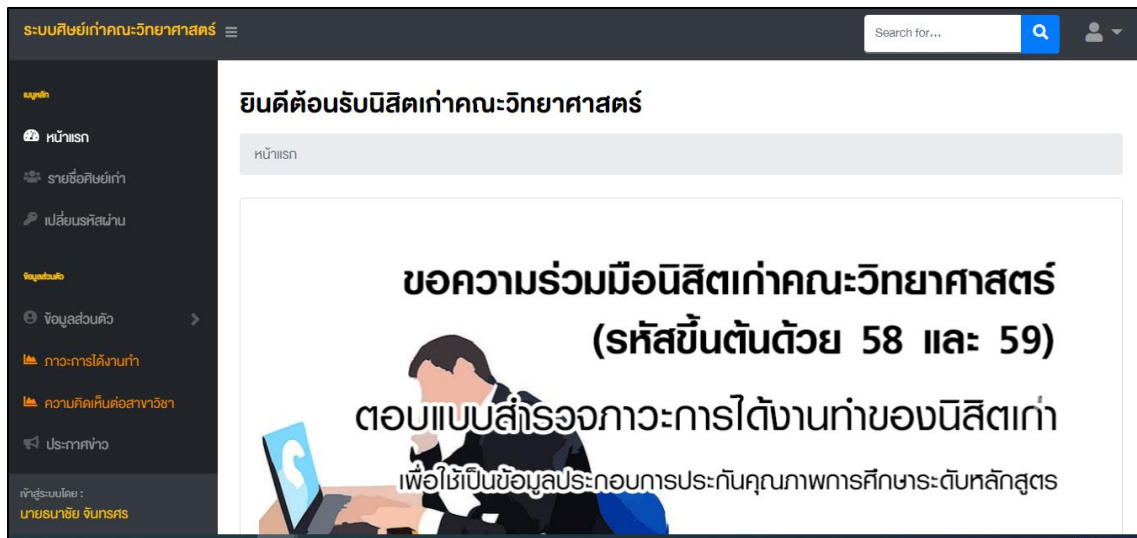 ระบบศิษย์เก่าคณะวิทยาศาสตร์
Search for...
เมนูหลัก
หน้าแรก
รายชื่อศิษย์เก่า
เปลี่ยนรหัสผ่าน
ข้อมูลส่วนตัว
ข้อมูลส่วนตัว
ภาวะการได้งานทำ
ความคิดเห็นต่อสาขาวิชา
ประกาศข่าว
เข้าสู่ระบบโดย :
นายธนาชัย จันทรศร
ยินดีต้อนรับนิสิตเก่าคณะวิทยาศาสตร์
หน้าแรก
ขอความร่วมมือนิสิตเก่าคณะวิทยาศาสตร์
(รหัสขึ้นต้นด้วย 58 และ 59)
ตอบแบบสำรวจภาวะการได้งานทำของนิสิตเก่า
เพื่อใช้เป็นข้อมูลประกอบการประกันคุณภาพการศึกษาระดับหลักสูตร